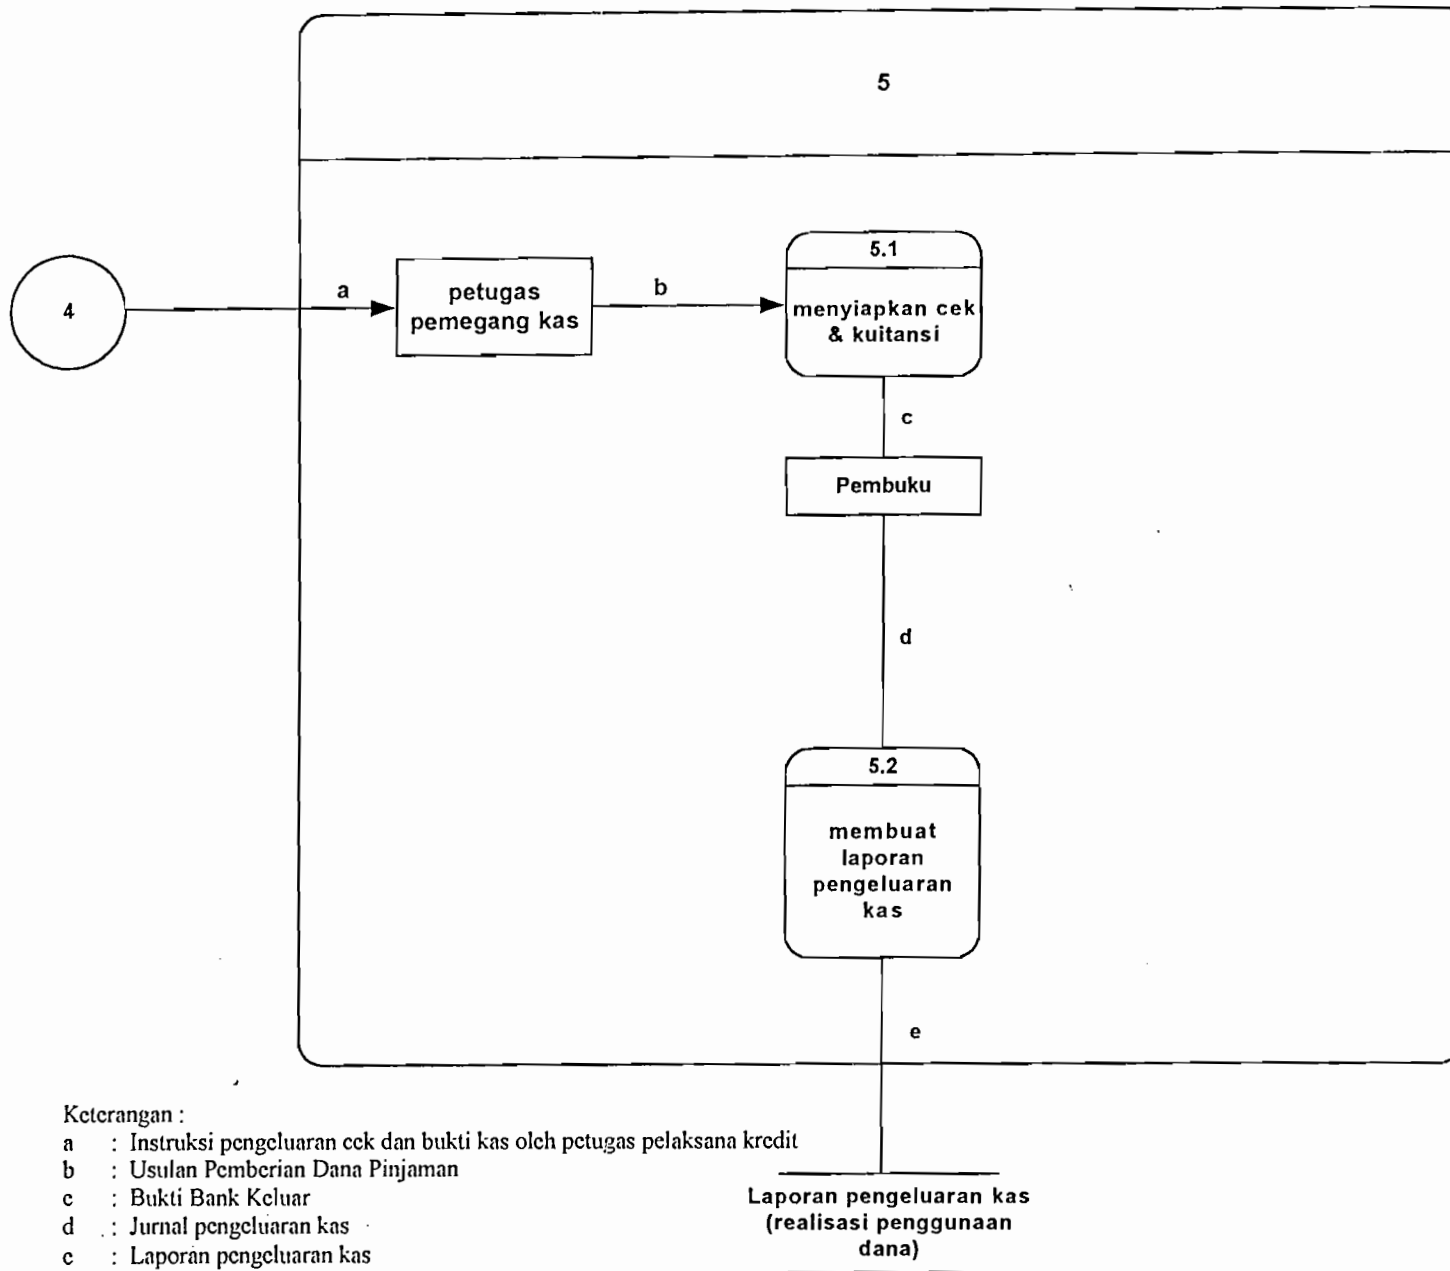 5
4
a
petugas
pemegang kas
b
5.1
menyiapkan cek
& kuitansi
c
Pembuku
d
5.2
membuat
laporan
pengeluaran
kas
e
Keterangan :
a : Instruksi pengeluaran cek dan bukti kas oleh petugas pelaksana kredit
b : Usulan Pemberian Dana Pinjaman
c : Bukti Bank Keluar
d : Jurnal pengeluaran kas
e : Laporan pengeluaran kas
Laporan pengeluaran kas
(realisasi penggunaan
dana)